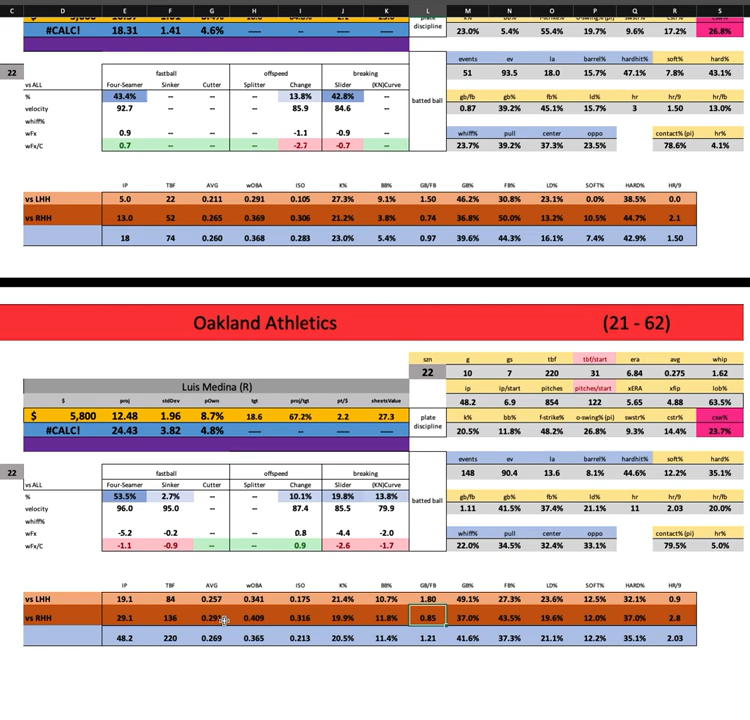 C D E F G H I J K L M N O P Q R S
plate k% bb% f-strike% o-swing% (pi) swstr% cstr% csw%
#CALC! 18.31 1.41 4.6% discipline 23.0% 5.4% 55.4% 19.7% 9.6% 17.2% 26.8%
events ev la barrel% hardhit% soft% hard%
22 fastball offspeed breaking 51 93.5 18.0 15.7% 47.1% 7.8% 43.1%
vs ALL Four-Seamer Sinker Cutter Splitter Change Slider (KN)Curve
% 43.4% -- -- -- 13.8% 42.8% -- batted ball gb/fb gb% fb% ld% hr hr/9 hr/fb
velocity 92.7 -- -- -- 85.9 84.6 -- 0.87 39.2% 45.1% 15.7% 3 1.50 13.0%
whiff%
wFx 0.9 -- -- -- -1.1 -0.9 -- whiff% pull center oppo contact% (pi) hr%
wFx/C 0.7 -- -- -- -2.7 -0.7 -- 23.7% 39.2% 37.3% 23.5% 78.6% 4.1%
IP TBF AVG wOBA ISO K% BB% GB/FB GB% FB% LD% SOFT% HARD% HR/9
vs LHH 5.0 22 0.211 0.291 0.105 27.3% 9.1% 1.50 46.2% 30.8% 23.1% 0.0% 38.5% 0.0
vs RHH 13.0 52 0.265 0.369 0.306 21.2% 3.8% 0.74 36.8% 50.0% 13.2% 10.5% 44.7% 2.1
18 74 0.260 0.368 0.283 23.0% 5.4% 0.97 39.6% 44.3% 16.1% 7.4% 42.9% 1.50
Oakland Athletics (21 - 62)
szn g gs tbf tbf/start era avg whip
22 10 7 220 31 6.84 0.275 1.62
Luis Medina (R) ip ip/start pitches pitches/start xERA xfip lob%
$ proj stdDev pOwn tgt proj/tgt pt/$ sheetsValue 48.2 6.9 854 122 5.65 4.88 63.5%
$ 5,800 12.48 1.96 8.7% 18.6 67.2% 2.2 27.3 plate discipline k% bb% f-strike% o-swing% (pi) swstr% cstr% csw%
#CALC! 24.43 3.82 4.8% ---- -- ---- ---- 20.5% 11.8% 48.2% 26.8% 9.3% 14.4% 23.7%
events ev la barrel% hardhit% soft% hard%
22 fastball offspeed breaking 148 90.4 13.6 8.1% 44.6% 12.2% 35.1%
vs ALL Four-Seamer Sinker Cutter Splitter Change Slider (KN)Curve
% 53.5% 2.7% -- -- 10.1% 19.8% 13.8% batted ball gb/fb gb% fb% ld% hr hr/9 hr/fb
velocity 96.0 95.0 -- -- 87.4 85.5 79.9 1.11 41.5% 37.4% 21.1% 11 2.03 20.0%
whiff%
wFx -5.2 -0.2 -- -- 0.8 -4.4 -2.0 whiff% pull center oppo contact% (pi) hr%
wFx/C -1.1 -0.9 -- -- 0.9 -2.6 -1.7 22.0% 34.5% 32.4% 33.1% 79.5% 5.0%
IP TBF AVG wOBA ISO K% BB% GB/FB GB% FB% LD% SOFT% HARD% HR/9
vs LHH 19.1 84 0.257 0.341 0.175 21.4% 10.7% 1.80 49.1% 27.3% 23.6% 12.5% 32.1% 0.9
vs RHH 29.1 136 0.409 0.316 19.9% 11.8% 0.85 37.0% 43.5% 19.6% 12.0% 37.0% 2.8
48.2 220 0.269 0.365 0.213 20.5% 11.4% 1.21 41.6% 37.3% 21.1% 12.2% 35.1% 2.03